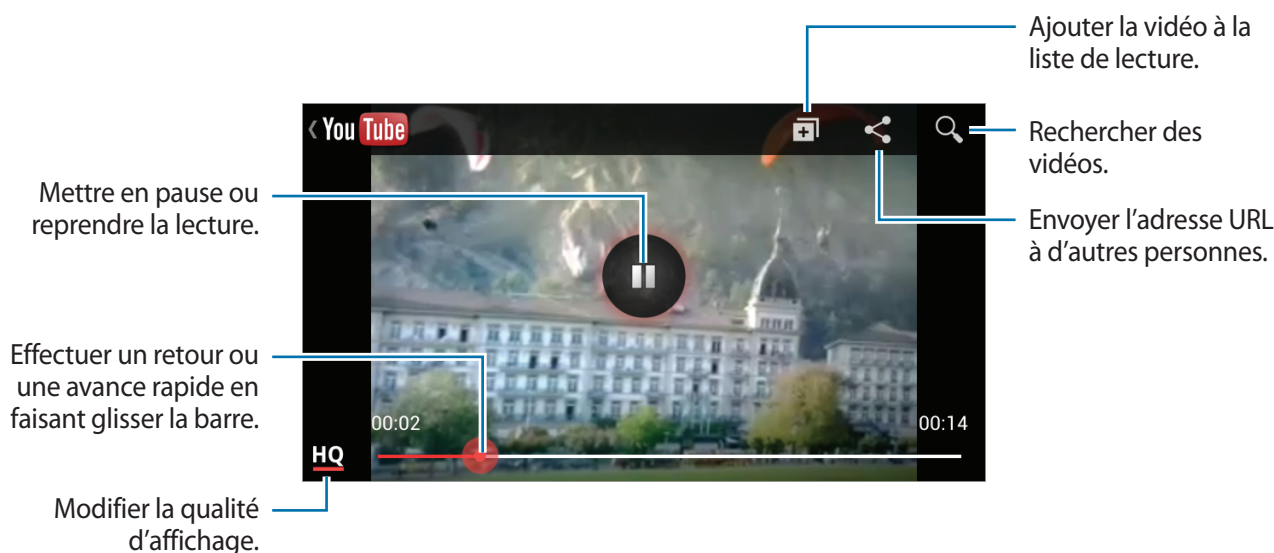 Ajouter la vidéo à la
liste de lecture.
You Tube
Rechercher des
vidéos.
Mettre en pause ou
reprendre la lecture.
Envoyer l’adresse URL
à d’autres personnes.
Effectuer un retour ou
une avance rapide en
faisant glisser la barre.
00:02
00:14
HQ
Modifier la qualité
d’affichage.